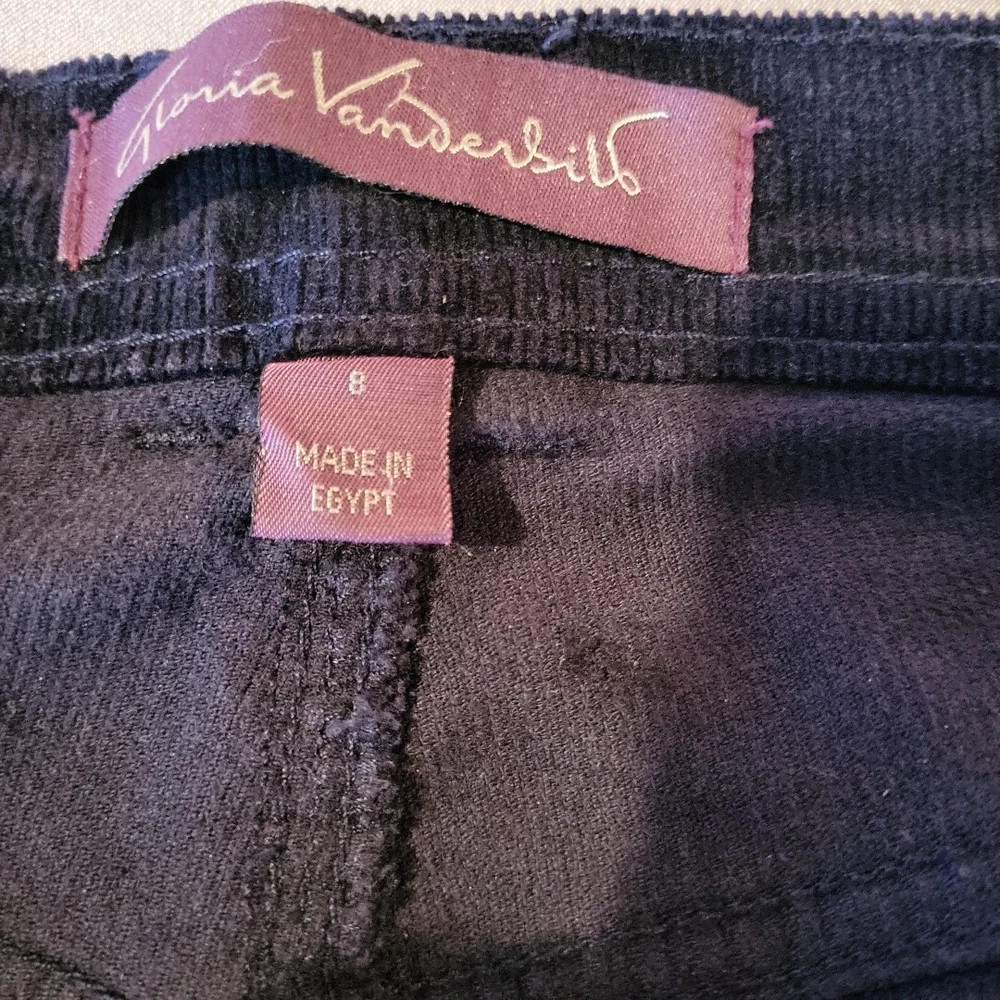 Gloria Vanderbilt
8
MADE IN
EGYPT